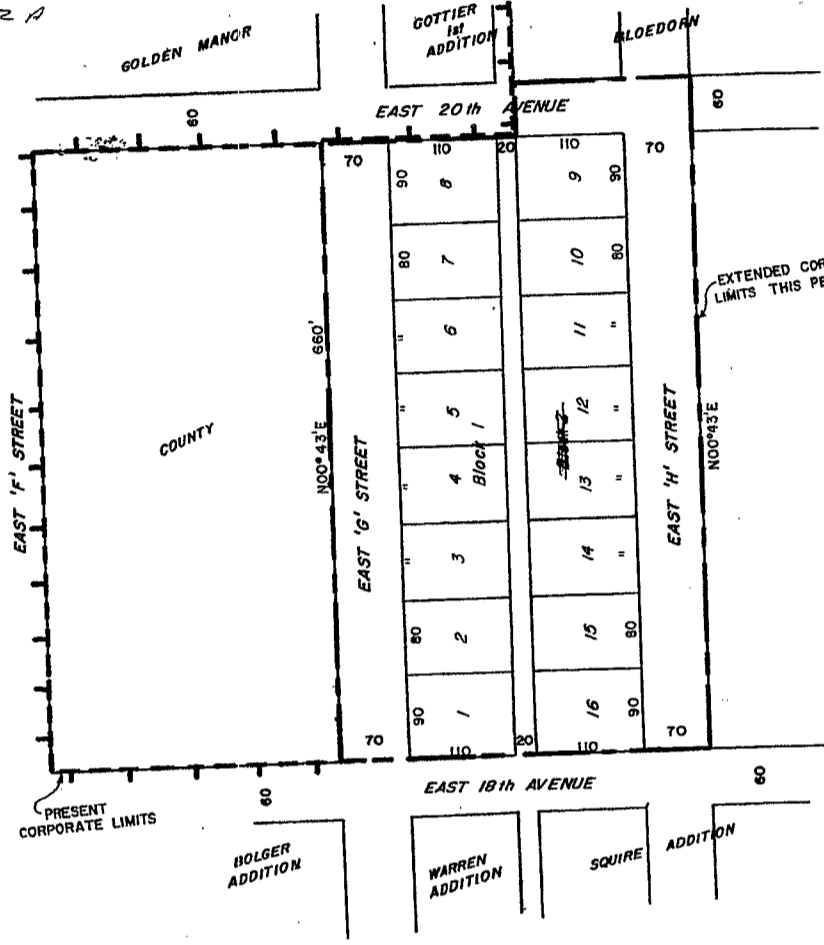 GOLDEN MANOR
GOTTIER
1st
ADDITION
BLOEDORN
60
EAST 20th AVENUE
60
70
110
20
110
70
90
8
9
90
80
7
10
80
EXTENDED COR
LIMITS THIS PE
660'
"
6
11
"
EAST 'F' STREET
COUNTY
N00°43'E
EAST 'G' STREET
"
5
Block 1
12
"
EAST 'H' STREET
N00°43'E
"
4
13
"
"
3
14
"
80
2
15
80
90
1
16
90
70
110
20
110
70
EAST 18th AVENUE
60
60
PRESENT
CORPORATE LIMITS
BOLGER
ADDITION
WARREN
ADDITION
SQUIRE ADDITION